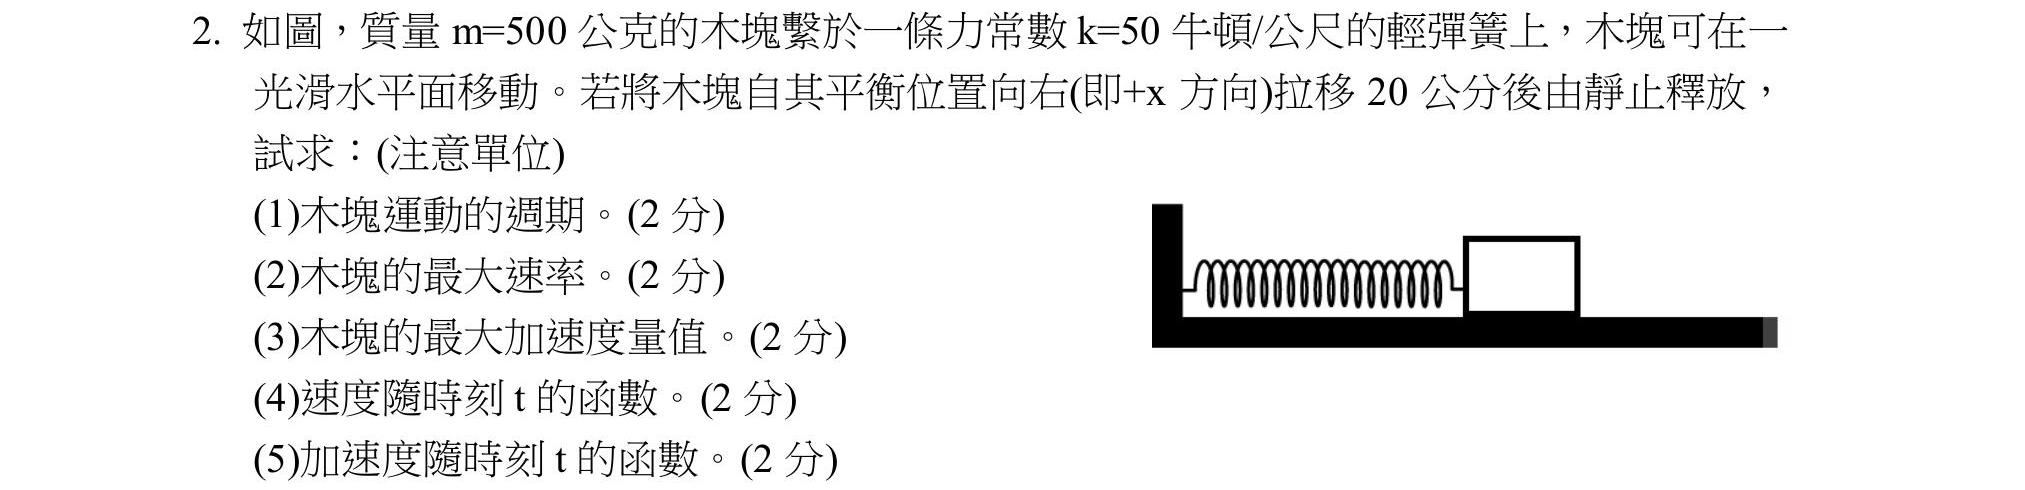 2. 如圖，質量 m=500 公克的木塊繫於一條力常數 k=50 牛頓/公尺的輕彈簧上，木塊可在一
光滑水平面移動。若將木塊自其平衡位置向右(即+x 方向)拉移 20 公分後由靜止釋放，
試求：(注意單位)
(1)木塊運動的週期。(2 分)
(2)木塊的最大速率。(2 分)
(3)木塊的最大加速度量值。(2 分)
(4)速度隨時刻 t 的函數。(2 分)
(5)加速度隨時刻 t 的函數。(2 分)